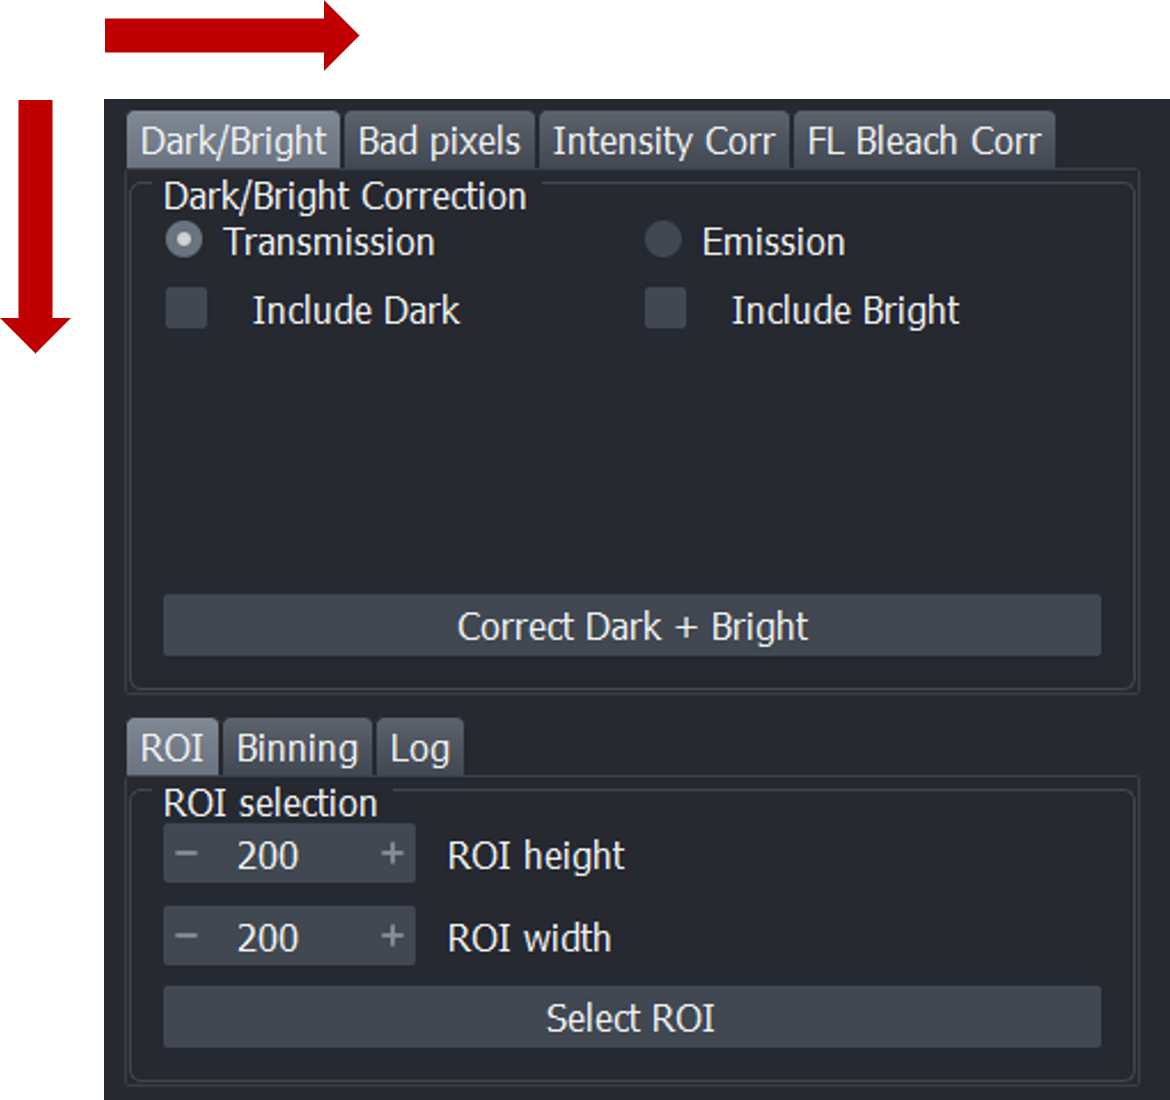 Dark/Bright Bad pixels Intensity Corr FL Bleach Corr
Dark/Bright Correction
Transmission Emission
Include Dark Include Bright
Correct Dark + Bright
ROI Binning Log
ROI selection
− 200 + ROI height
− 200 + ROI width
Select ROI